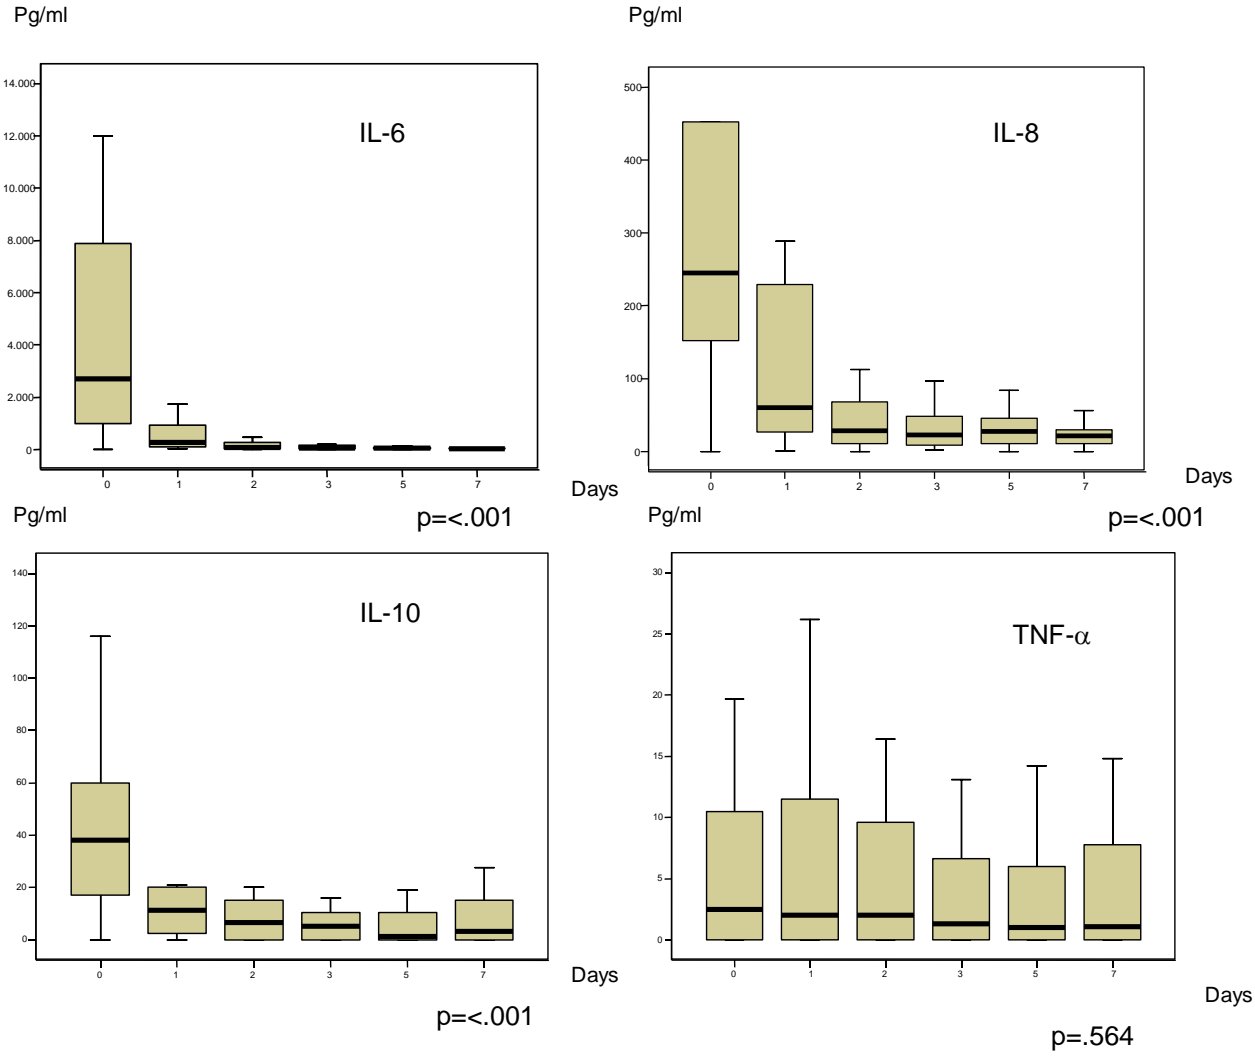 Pg/ml
IL-6
14.000
12.000
10.000
8.000
6.000
4.000
2.000
0
0 1 2 3 5 7
Days
p=<.001
Pg/ml
IL-8
500
400
300
200
100
0
0 1 2 3 5 7
Days
p=<.001
Pg/ml
IL-10
140
120
100
80
60
40
20
0
0 1 2 3 5 7
Days
p=<.001
Pg/ml
TNF-α
30
25
20
15
10
5
0
0 1 2 3 5 7
Days
p=.564